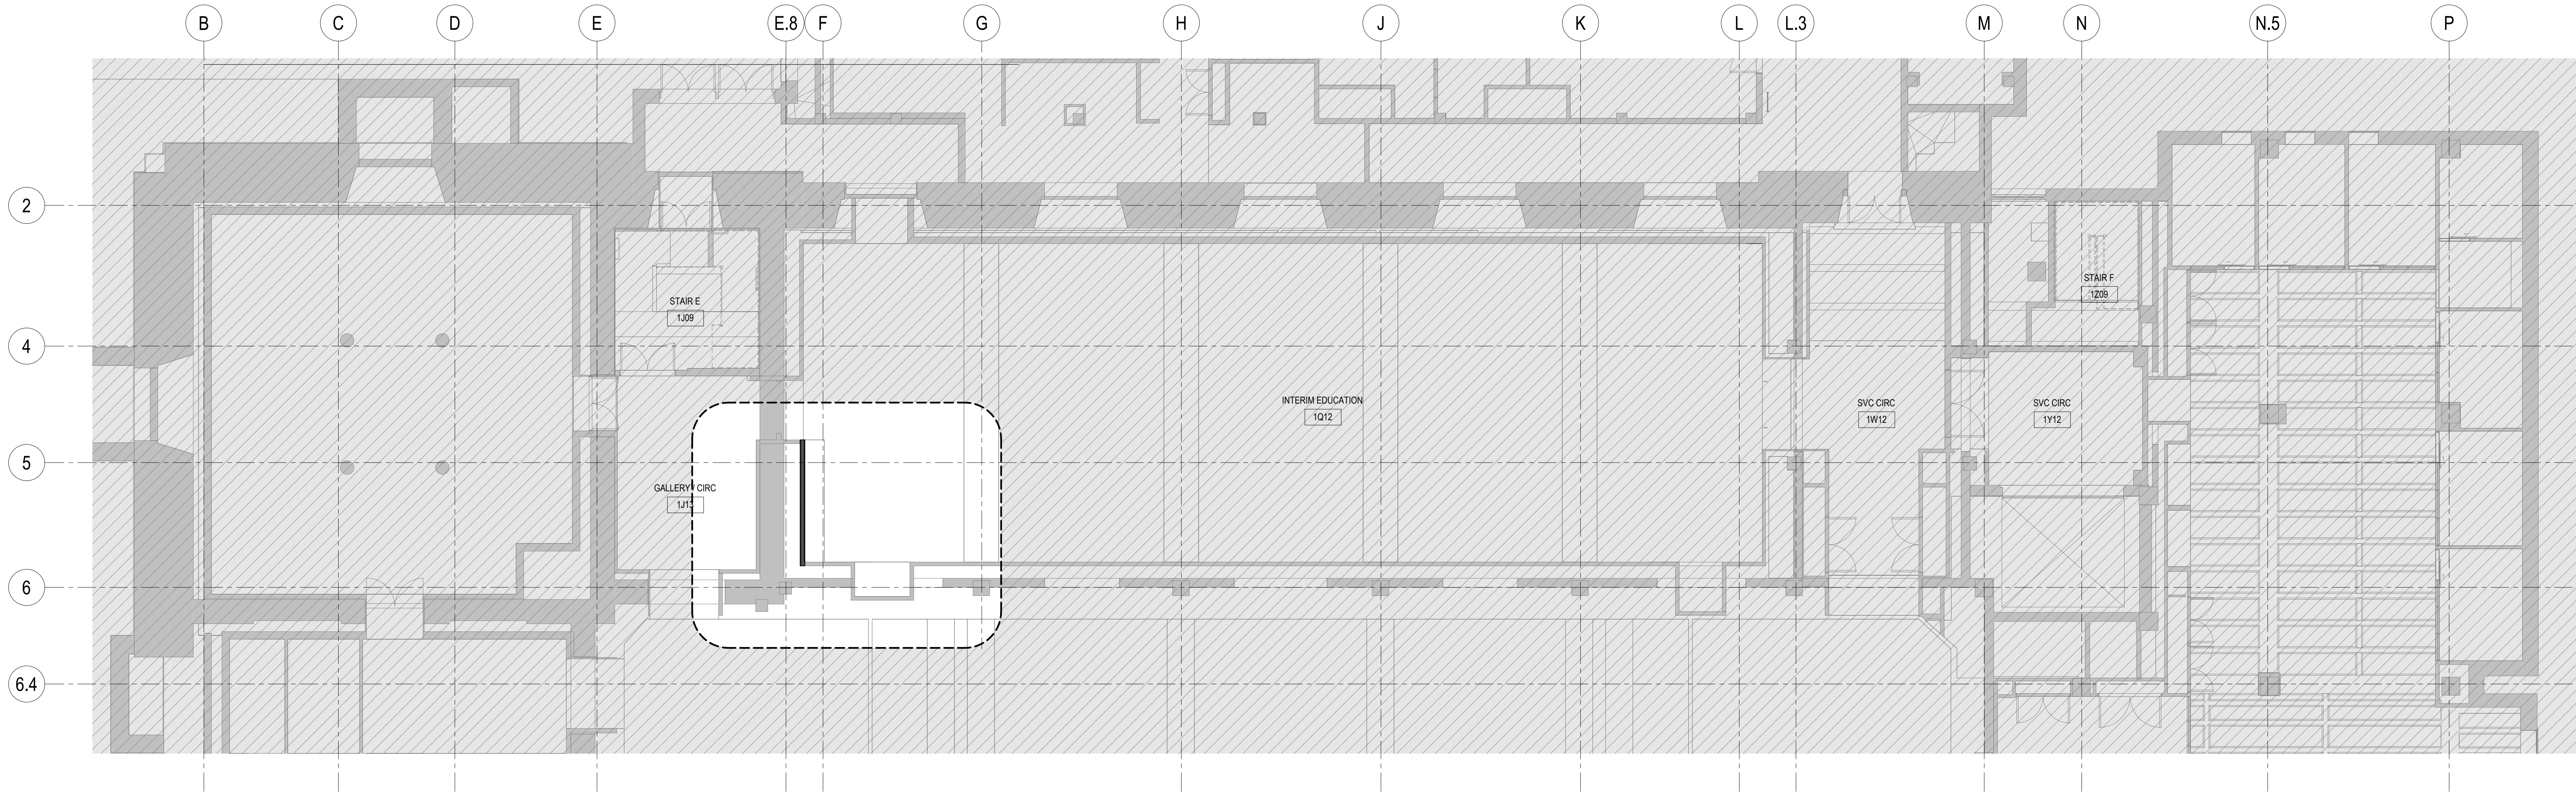 B C D E E.8 F G H J K L L.3 M N N.5 P
2
STAIR E
1J09
STAIR F
1Z09
4
INTERIM EDUCATION
1Q12
SVC CIRC
1W12
SVC CIRC
1Y12
5
GALLERY / CIRC
1J13
6
6.4